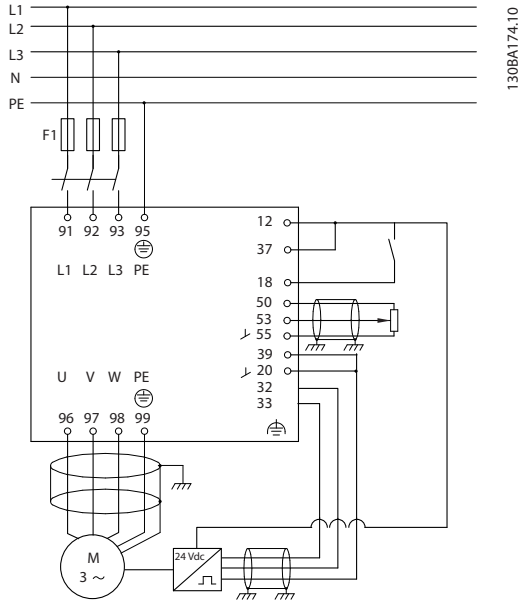 L1
L2
L3
N
PE
130BA174.10
F1
91 92 93 95
L1 L2 L3 PE
12
37
18
50
53
55
39
20
32
33
U V W PE
96 97 98 99
M
3 ~
24 Vdc